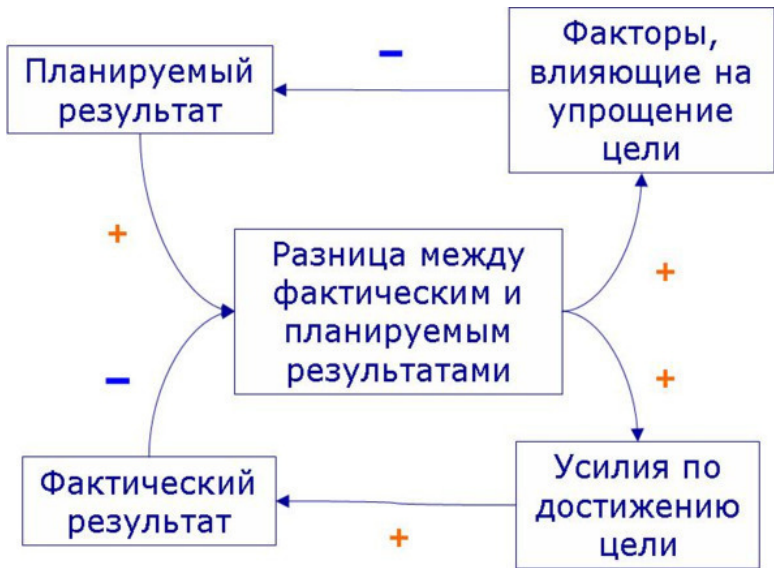 Планируемый
результат
−
Факторы,
влияющие на
упрощение
цели
+
Разница между
фактическим и
планируемым
результатами
+
−
+
Фактический
результат
+
Усилия по
достижению
цели